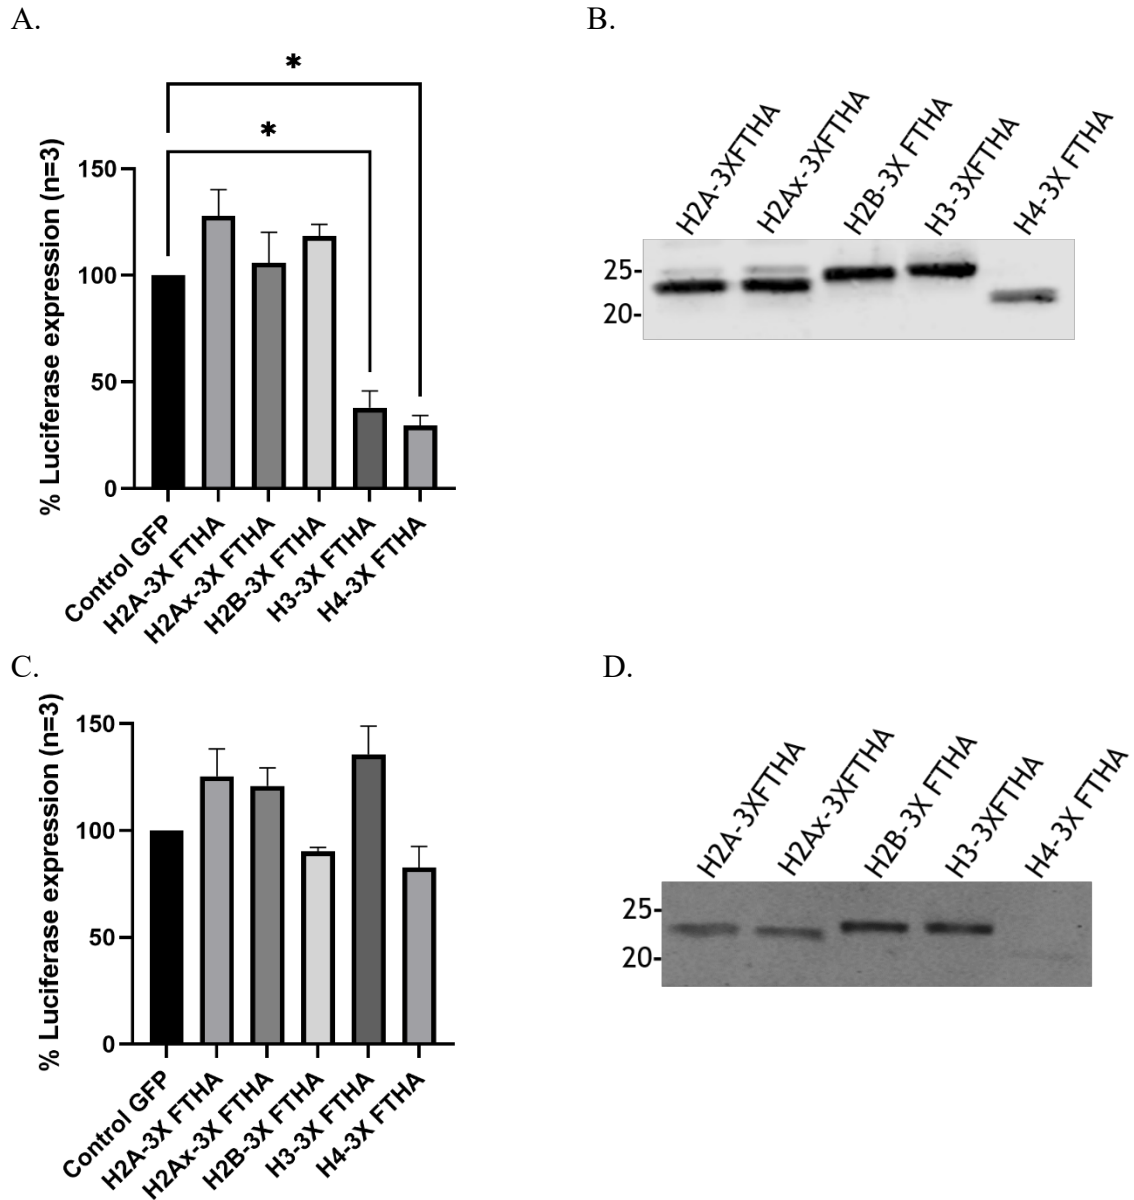 A.
% Luciferase expression (n=3)
150
100
50
0
*
*
Control GFP
H2A-3X FTHA
H2Ax-3X FTHA
H2B-3X FTHA
H3-3X FTHA
H4-3X FTHA
B.
H2A-3XFTHA
H2Ax-3XFTHA
H2B-3X FTHA
H3-3XFTHA
H4-3X FTHA
25-
20-
C.
% Luciferase expression (n=3)
150
100
50
0
Control GFP
H2A-3X FTHA
H2Ax-3X FTHA
H2B-3X FTHA
H3-3X FTHA
H4-3X FTHA
D.
H2A-3XFTHA
H2Ax-3XFTHA
H2B-3X FTHA
H3-3XFTHA
H4-3X FTHA
25-
20-